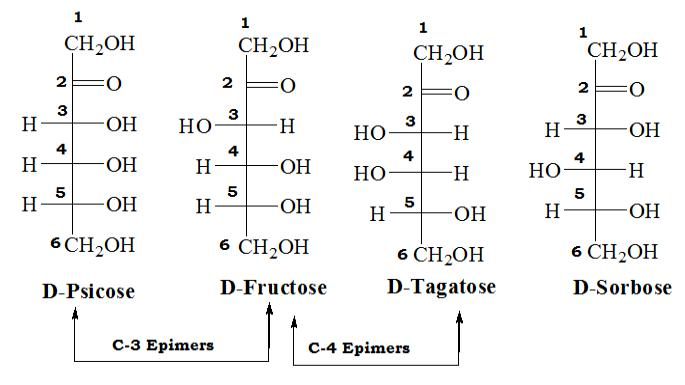 1
CH2OH
2 O
3
H OH
4
H OH
5
H OH
6 CH2OH
D-Psicose
1
CH2OH
2 O
3
HO H
4
H OH
5
H OH
6 CH2OH
D-Fructose
1
CH2OH
2 O
3
HO H
4
HO H
5
H OH
6 CH2OH
D-Tagatose
1
CH2OH
2 O
3
H OH
4
HO H
5
H OH
6 CH2OH
D-Sorbose
C-3 Epimers
C-4 Epimers